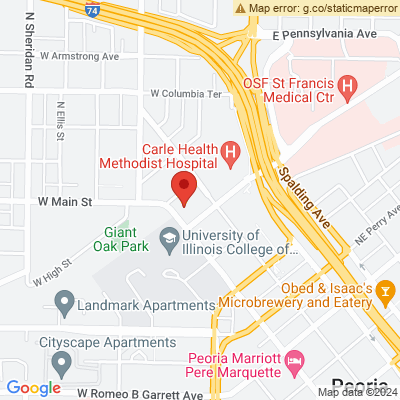 74
Map error: g.co/staticmaperror
E Pennsylvania Ave
N Sheridan Rd
W Armstrong Ave
OSF St Francis
Medical Ctr
H
W Columbia Ter
N Ellis St
Carle Health
Methodist Hospital
H
Spalding Ave
W Main St
NE Perry Ave
Giant
Oak Park
University of
Illinois College of...
W High St
Obed & Isaac's
Microbrewery and Eatery
Landmark Apartments
Cityscape Apartments
Peoria Marriott
Pere Marquette
Peoria
Google
Map data ©2024
W Romeo B Garrett Ave